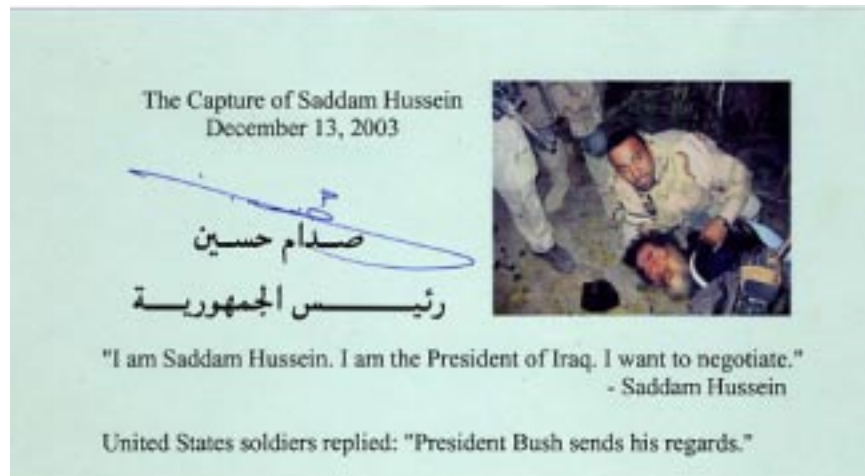 The Capture of Saddam Hussein
December 13, 2003
صدام حسين
رئيس الجمهورية
"I am Saddam Hussein. I am the President of Iraq. I want to negotiate."
- Saddam Hussein
United States soldiers replied: "President Bush sends his regards."